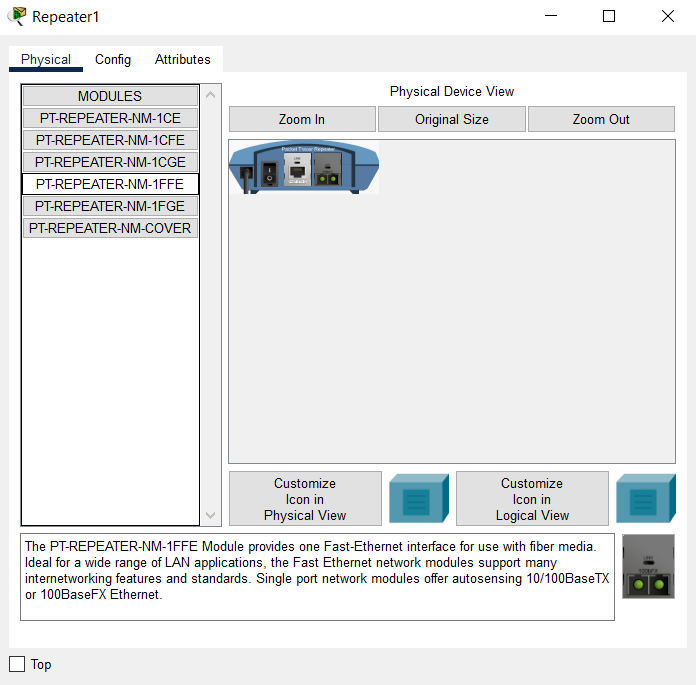 Repeater1
Physical
Config
Attributes
MODULES
PT-REPEATER-NM-1CE
PT-REPEATER-NM-1CFE
PT-REPEATER-NM-1CGE
PT-REPEATER-NM-1FFE
PT-REPEATER-NM-1FGE
PT-REPEATER-NM-COVER
Physical Device View
Zoom In
Original Size
Zoom Out
Packet Tracer Repeater
Customize
Icon in
Physical View
Customize
Icon in
Logical View
The PT-REPEATER-NM-1FFE Module provides one Fast-Ethernet interface for use with fiber media.
Ideal for a wide range of LAN applications, the Fast Ethernet network modules support many
internetworking features and standards. Single port network modules offer autosensing 10/100BaseTX
or 100BaseFX Ethernet.
Top